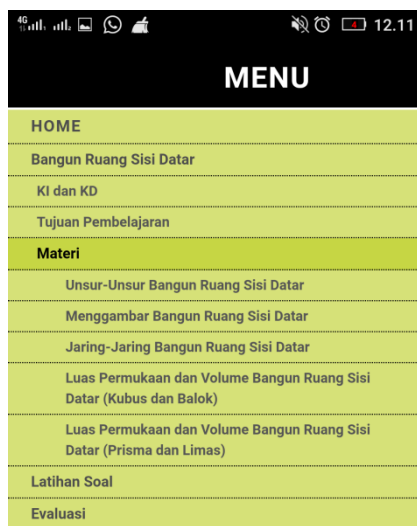 4G 4 12.11
MENU
HOME
Bangun Ruang Sisi Datar
KI dan KD
Tujuan Pembelajaran
Materi
Unsur-Unsur Bangun Ruang Sisi Datar
Menggambar Bangun Ruang Sisi Datar
Jaring-Jaring Bangun Ruang Sisi Datar
Luas Permukaan dan Volume Bangun Ruang Sisi
Datar (Kubus dan Balok)
Luas Permukaan dan Volume Bangun Ruang Sisi
Datar (Prisma dan Limas)
Latihan Soal
Evaluasi